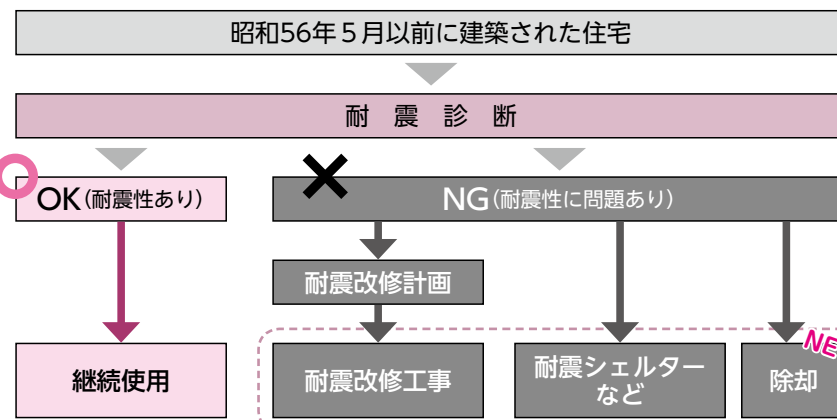 昭和56年5月以前に建築された住宅
耐 震 診 断
OK(耐震性あり)
NG(耐震性に問題あり)
耐震改修計画
継続使用
耐震改修工事
耐震シェルター
など
除却